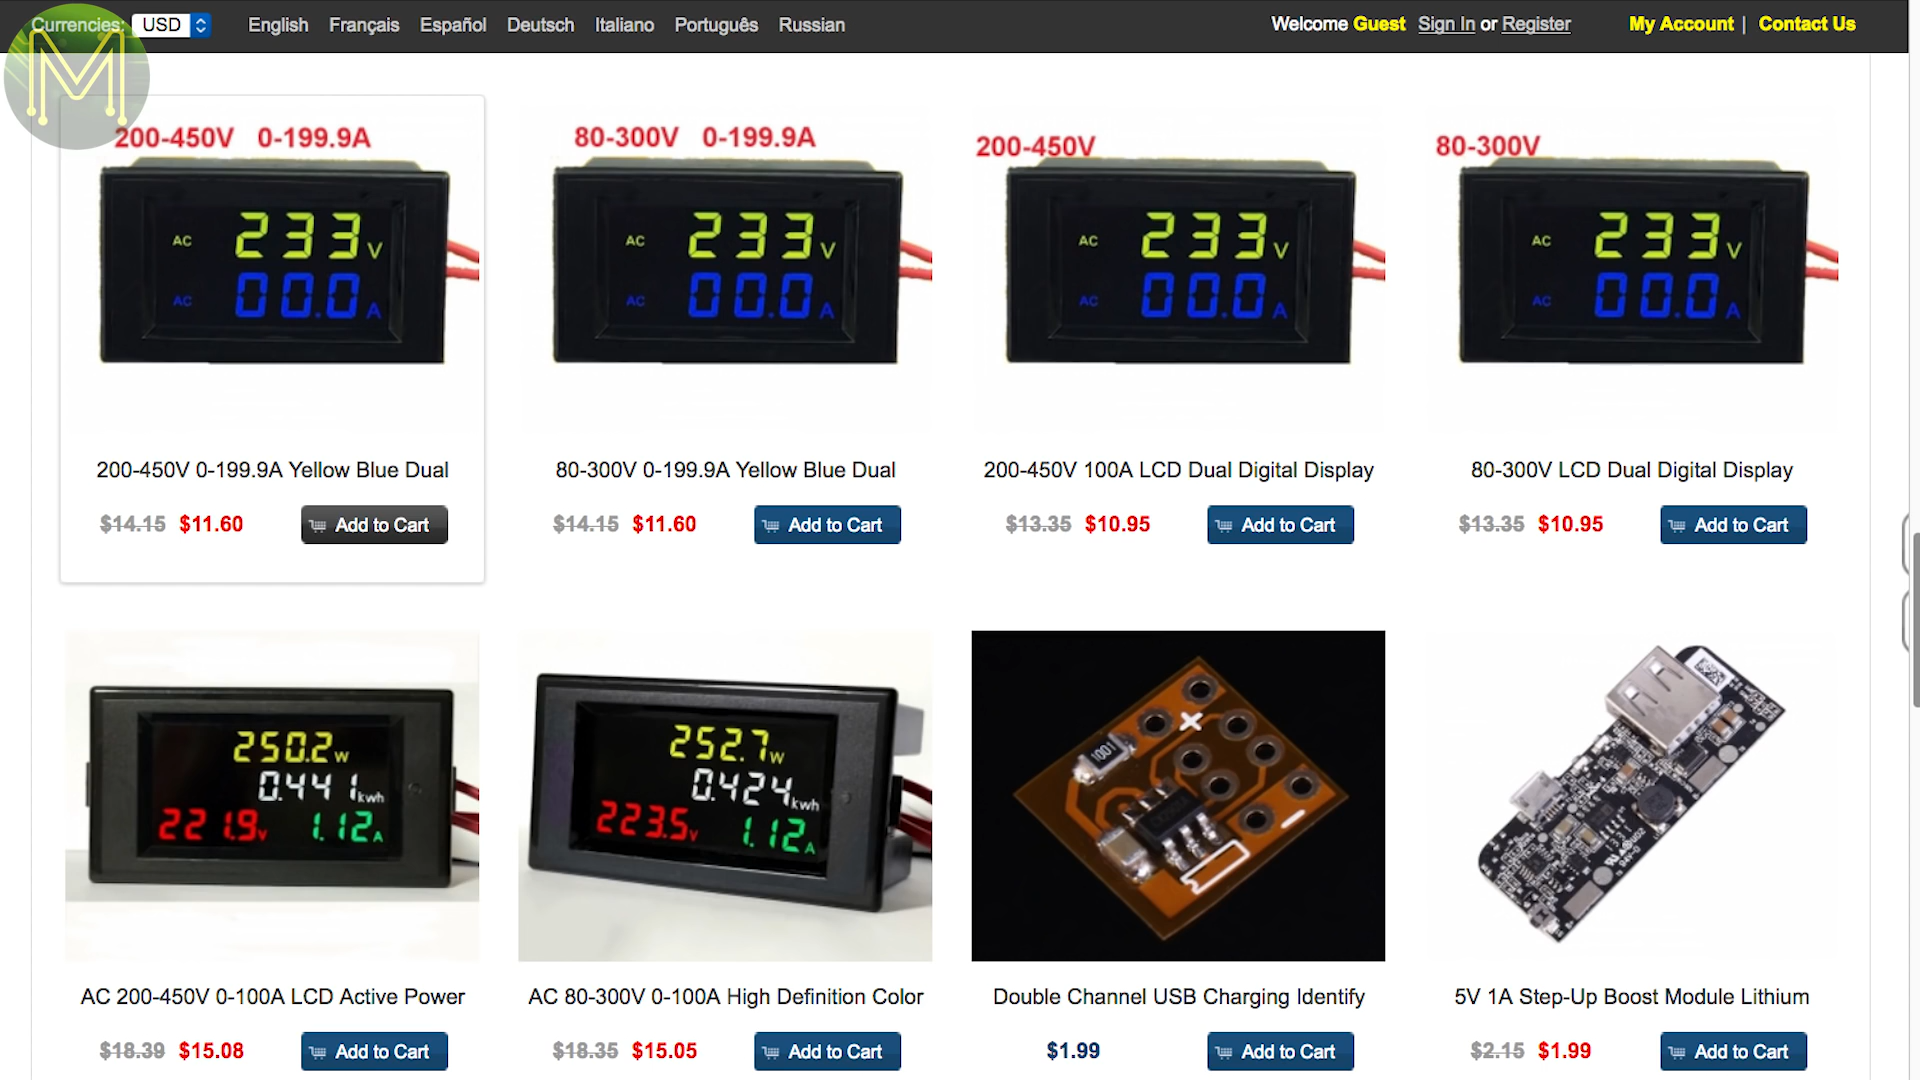 Currencies: USD English Français Español Deutsch Italiano Português Russian Welcome Guest Sign In or Register My Account | Contact Us
M
200-450V 0-199.9A
80-300V 0-199.9A
200-450V
80-300V
AC 233 V
AC 00.0 A
AC 233 V
AC 00.0 A
AC 233 V
AC 00.0 A
AC 233 V
AC 00.0 A
200-450V 0-199.9A Yellow Blue Dual
80-300V 0-199.9A Yellow Blue Dual
200-450V 100A LCD Dual Digital Display
80-300V LCD Dual Digital Display
$14.15 $11.60 Add to Cart
$14.15 $11.60 Add to Cart
$13.35 $10.95 Add to Cart
$13.35 $10.95 Add to Cart
250.2 W
0.441 kwh
221.9 V 1.12 A
252.7 W
0.424 kwh
223.5 V 1.12 A
1001
AC 200-450V 0-100A LCD Active Power
AC 80-300V 0-100A High Definition Color
Double Channel USB Charging Identify
5V 1A Step-Up Boost Module Lithium
$18.39 $15.08 Add to Cart
$18.35 $15.05 Add to Cart
$1.99 Add to Cart
$2.15 $1.99 Add to Cart